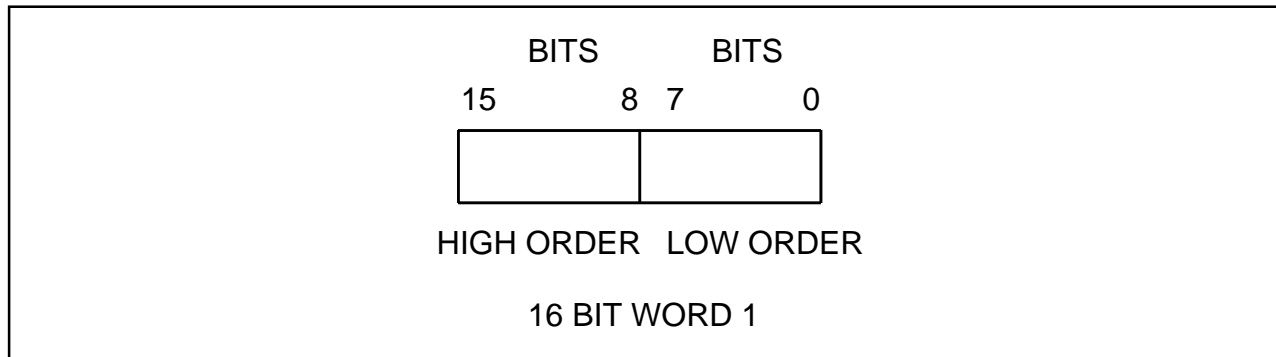 BITS BITS
15 8 7 0
HIGH ORDER LOW ORDER
16 BIT WORD 1